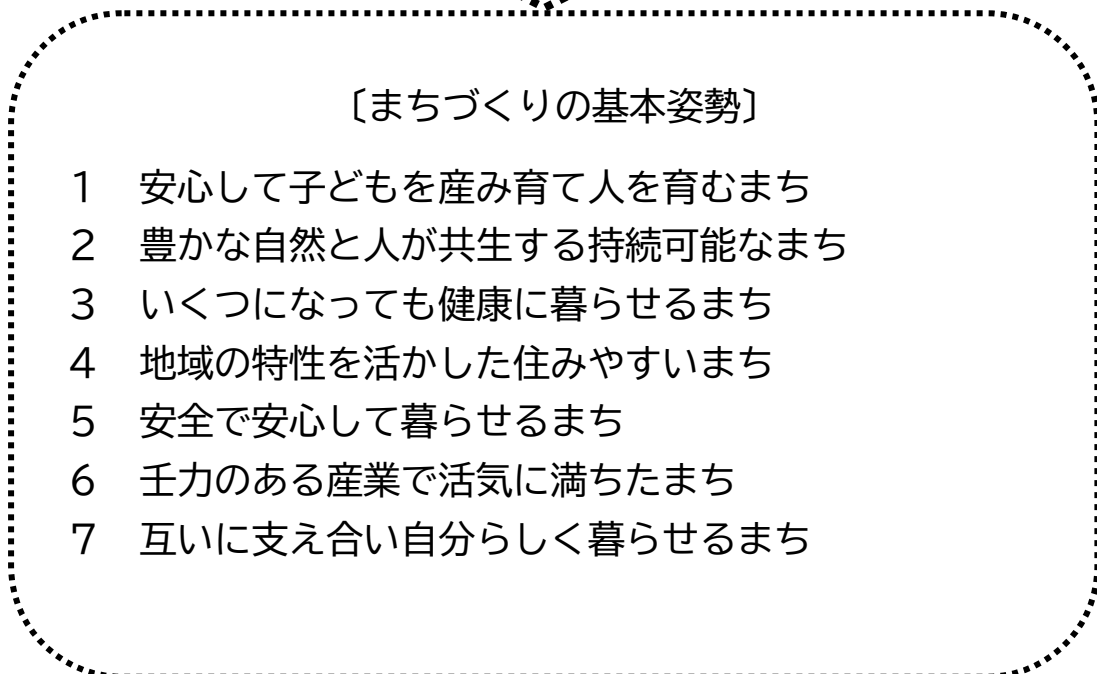 〔まちづくりの基本姿勢〕
１　安心して子どもを産み育て人を育むまち
２　豊かな自然と人が共生する持続可能なまち
３　いくつになっても健康に暮らせるまち
４　地域の特性を活かした住みやすいまち
５　安全で安心して暮らせるまち
６　壬力のある産業で活気に満ちたまち
７　互いに支え合い自分らしく暮らせるまち